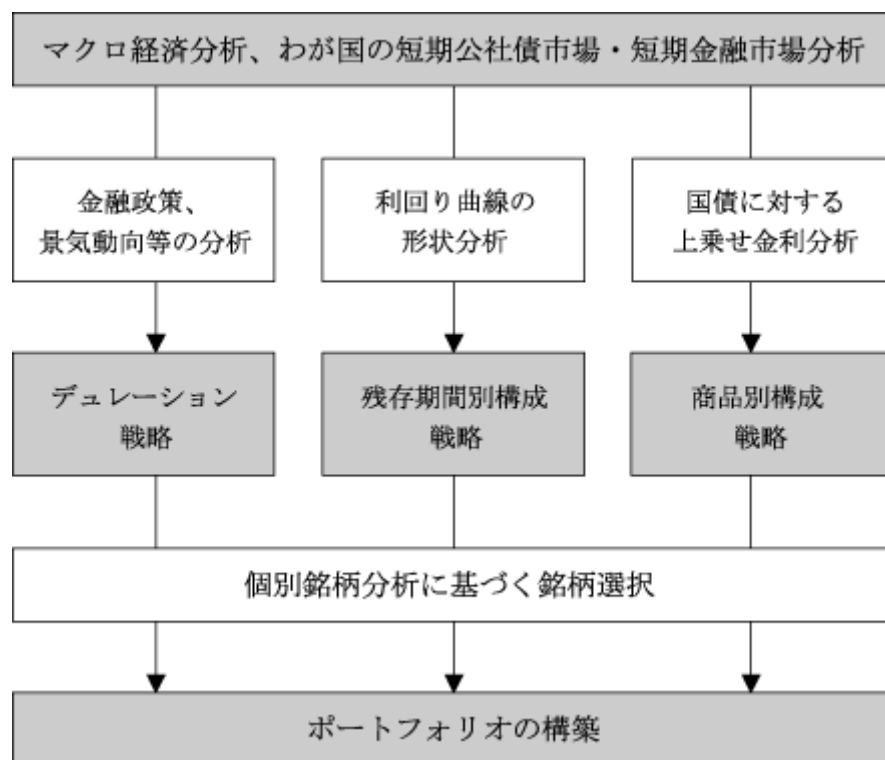 マクロ経済分析、わが国の短期公社債市場・短期金融市場分析
金融政策、
景気動向等の分析
利回り曲線の
形状分析
国債に対する
上乗せ金利分析
デュレーション
戦略
残存期間別構成
戦略
商品別構成
戦略
個別銘柄分析に基づく銘柄選択
ポートフォリオの構築